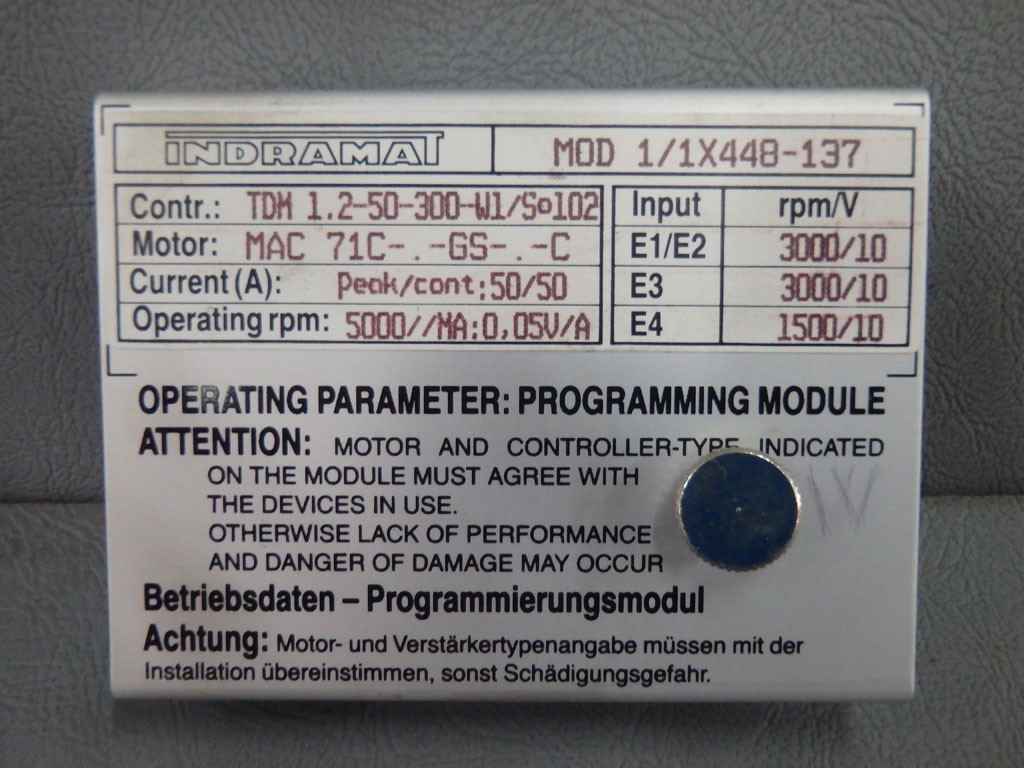 INDRAMAT MOD 1/1X448-137
Contr.: TDM 1.2-50-300-W1/S102
Motor: MAC 71C-.-GS-.-C
Current (A): Peak/cont:50/50
Operating rpm: 5000//MA:0,05V/A
Input rpm/V
E1/E2 3000/10
E3 3000/10
E4 1500/10
OPERATING PARAMETER: PROGRAMMING MODULE
ATTENTION: MOTOR AND CONTROLLER-TYPE INDICATED
ON THE MODULE MUST AGREE WITH
THE DEVICES IN USE.
OTHERWISE LACK OF PERFORMANCE
AND DANGER OF DAMAGE MAY OCCUR
Betriebsdaten – Programmierungsmodul
Achtung: Motor- und Verstärkertypenangabe müssen mit der
Installation übereinstimmen, sonst Schädigungsgefahr.